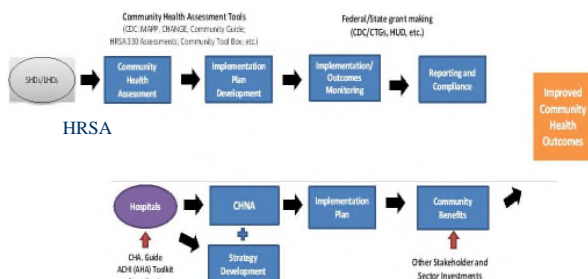 Community Health Assessment Tools
(CDC: MAPP, CHANGE, Community Guide;
HRSA 330 Assessments; Community Tool Box; etc.)
Federal/State grant making
(CDC/CTGs, HUD, etc.)
SHDs/LHDs
Community
Health
Assessment
Implementation
Plan
Development
Implementation/
Outcomes
Monitoring
Reporting and
Compliance
Improved
Community
Health
Outcomes
HRSA
Hospitals
CHNA
Implementation
Plan
Community
Benefits
Strategy
Development
CHA. Guide
ACHI (AHA) Toolkit
Other Stakeholder and
Sector Investments